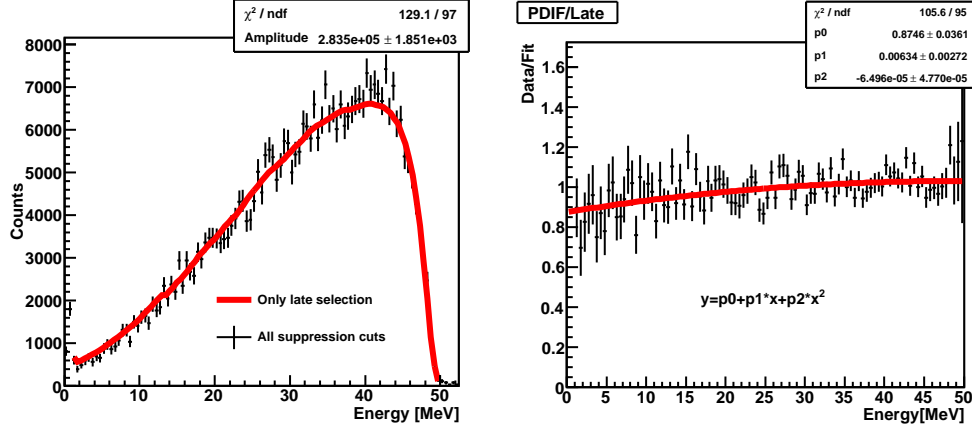 χ² / ndf 129.1 / 97
Amplitude 2.835e+05 ± 1.851e+03
Counts
8000
7000
6000
5000
4000
3000
2000
1000
0
Only late selection
All suppression cuts
0 10 20 30 40 50
Energy [MeV]
PDIF/Late
χ² / ndf 105.6 / 95
p0 0.8746 ± 0.0361
p1 0.00634 ± 0.00272
p2 -6.496e-05 ± 4.770e-05
Data/Fit
1.6
1.4
1.2
1.0
0.8
0.6
0.4
0.2
0
y=p0+p1*x+p2*x²
0 5 10 15 20 25 30 35 40 45 50
Energy[MeV]